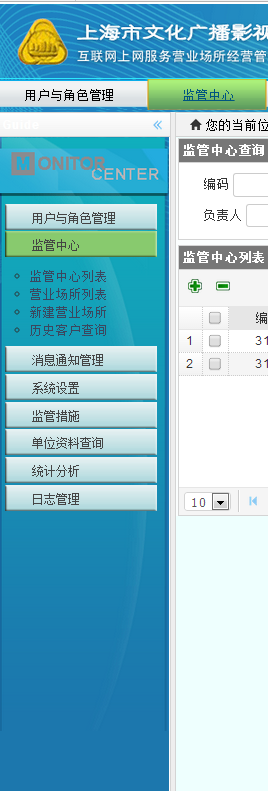 上海市文化广播影视
互联网上网服务营业场所经营管
用户与角色管理
监管中心
Guide
MONITOR
CENTER
用户与角色管理
监管中心
监管中心列表
营业场所列表
新建营业场所
历史客户查询
消息通知管理
系统设置
监管措施
单位资料查询
统计分析
日志管理
您的当前位
监管中心查询
编码
负责人
监管中心列表
编
1 31
2 31
10